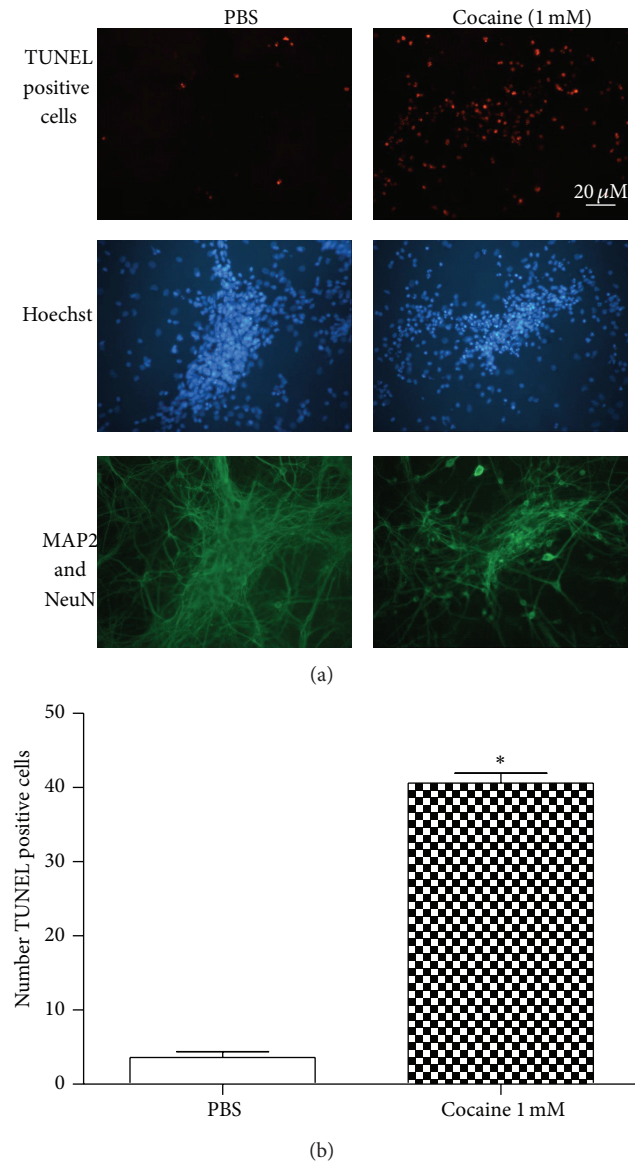 PBS
Cocaine (1 mM)
TUNEL
positive
cells
20 μM
Hoechst
MAP2
and
NeuN
(a)
50
40
30
20
10
0
Number TUNEL positive cells
*
PBS
Cocaine 1 mM
(b)